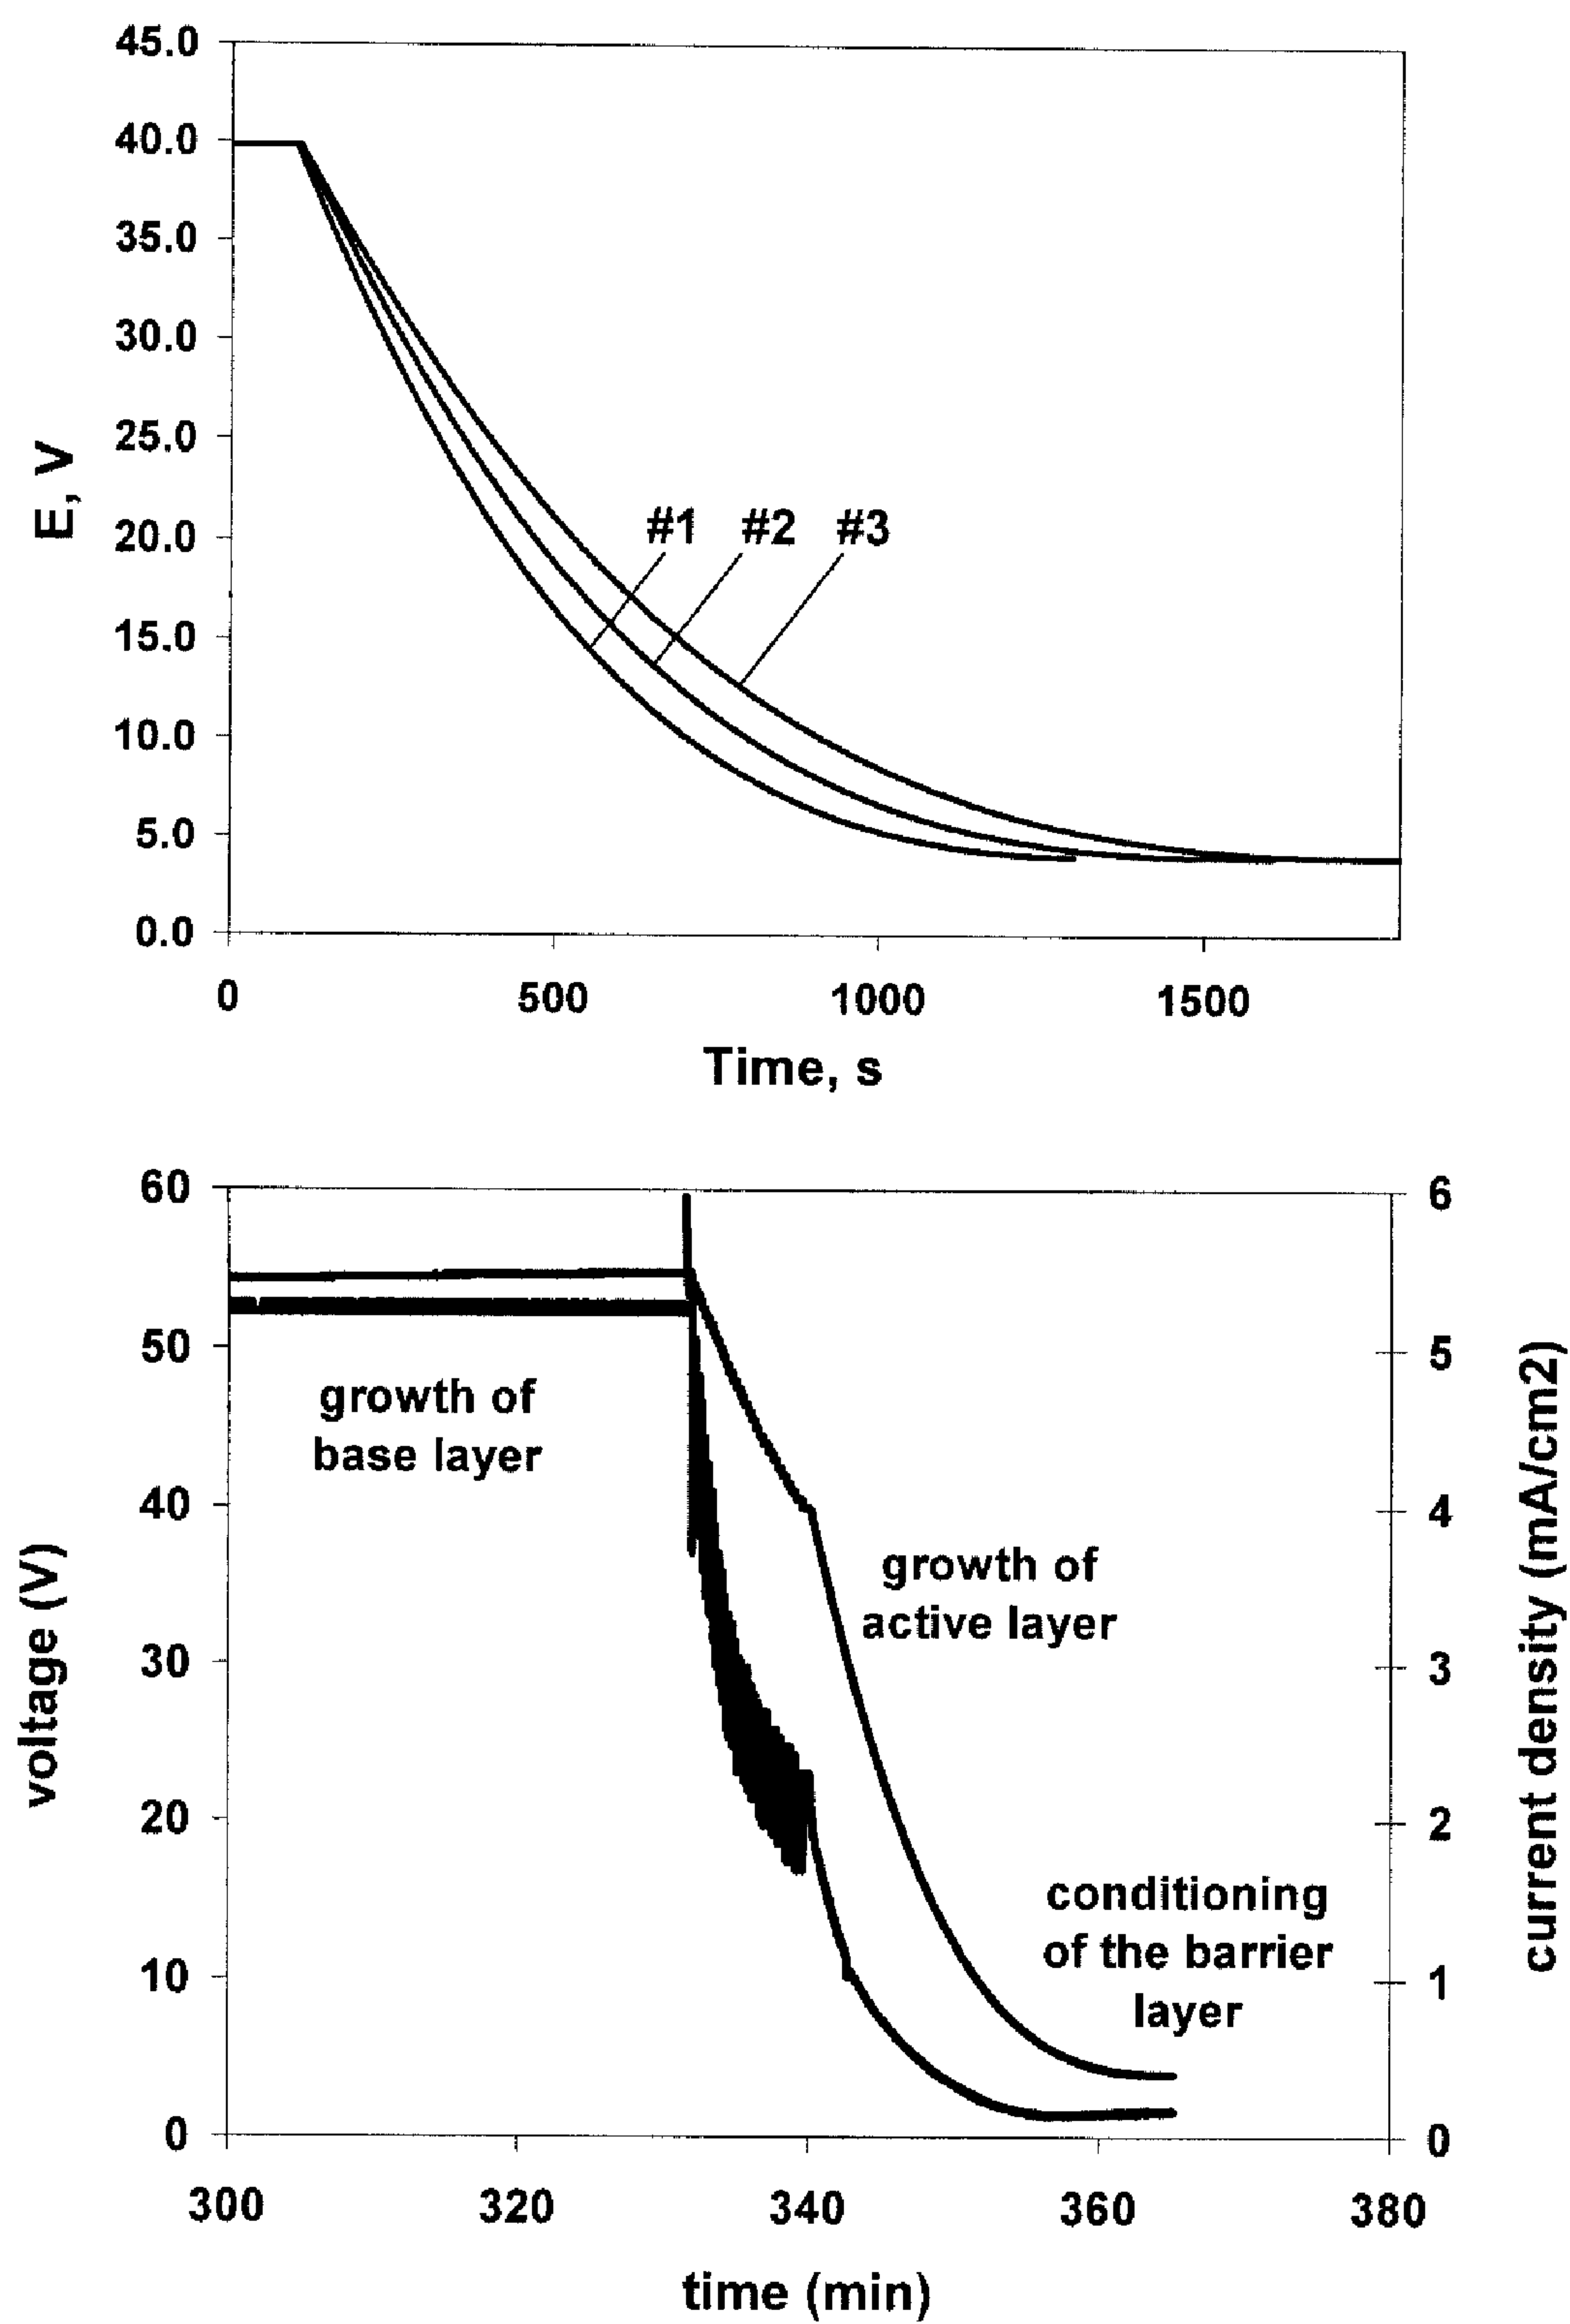 45.0
40.0
35.0
30.0
25.0
20.0
15.0
10.0
5.0
0.0
E, V
#1 #2 #3
0 500 1000 1500
Time, s
60
50
40
30
20
10
0
voltage (V)
growth of
base layer
growth of
active layer
conditioning
of the barrier
layer
6
5
4
3
2
1
0
current density (mA/cm2)
300 320 340 360 380
time (min)